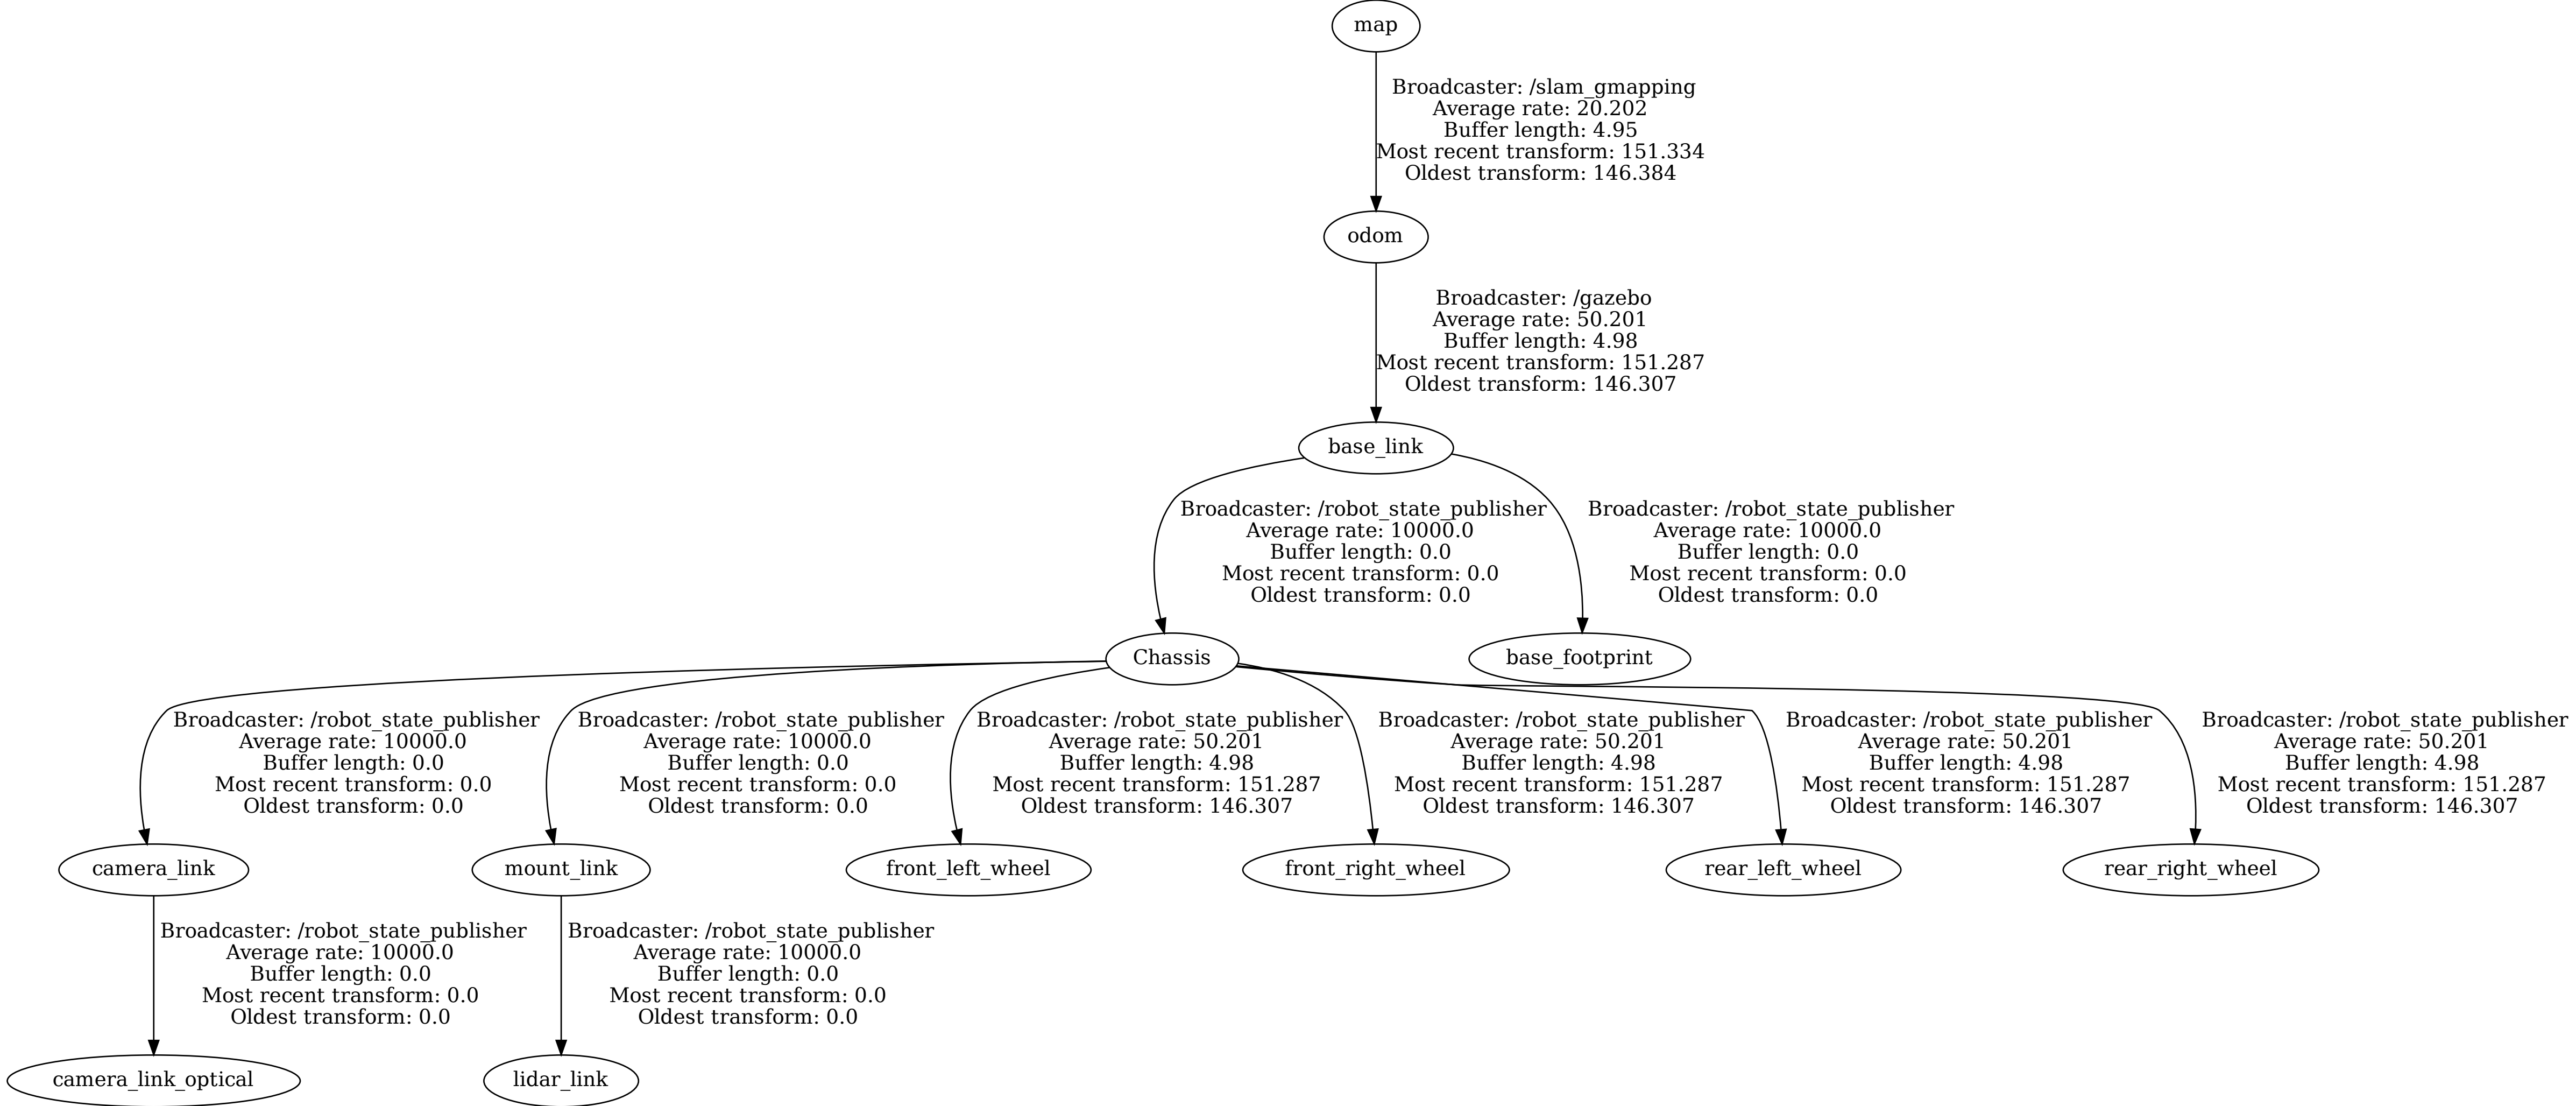 map
Broadcaster: /slam_gmapping
Average rate: 20.202
Buffer length: 4.95
Most recent transform: 151.334
Oldest transform: 146.384
odom
Broadcaster: /gazebo
Average rate: 50.201
Buffer length: 4.98
Most recent transform: 151.287
Oldest transform: 146.307
base_link
Broadcaster: /robot_state_publisher
Average rate: 10000.0
Buffer length: 0.0
Most recent transform: 0.0
Oldest transform: 0.0
Broadcaster: /robot_state_publisher
Average rate: 10000.0
Buffer length: 0.0
Most recent transform: 0.0
Oldest transform: 0.0
Chassis
base_footprint
Broadcaster: /robot_state_publisher
Average rate: 10000.0
Buffer length: 0.0
Most recent transform: 0.0
Oldest transform: 0.0
Broadcaster: /robot_state_publisher
Average rate: 10000.0
Buffer length: 0.0
Most recent transform: 0.0
Oldest transform: 0.0
Broadcaster: /robot_state_publisher
Average rate: 50.201
Buffer length: 4.98
Most recent transform: 151.287
Oldest transform: 146.307
Broadcaster: /robot_state_publisher
Average rate: 50.201
Buffer length: 4.98
Most recent transform: 151.287
Oldest transform: 146.307
Broadcaster: /robot_state_publisher
Average rate: 50.201
Buffer length: 4.98
Most recent transform: 151.287
Oldest transform: 146.307
Broadcaster: /robot_state_publisher
Average rate: 50.201
Buffer length: 4.98
Most recent transform: 151.287
Oldest transform: 146.307
camera_link
mount_link
front_left_wheel
front_right_wheel
rear_left_wheel
rear_right_wheel
Broadcaster: /robot_state_publisher
Average rate: 10000.0
Buffer length: 0.0
Most recent transform: 0.0
Oldest transform: 0.0
Broadcaster: /robot_state_publisher
Average rate: 10000.0
Buffer length: 0.0
Most recent transform: 0.0
Oldest transform: 0.0
camera_link_optical
lidar_link